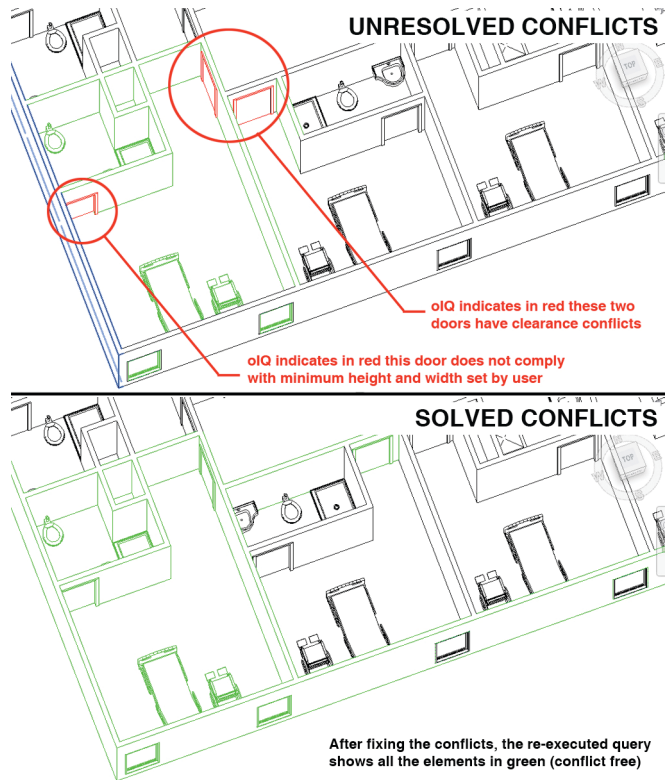 UNRESOLVED CONFLICTS
TOP
oIQ indicates in red these two
doors have clearance conflicts
oIQ indicates in red this door does not comply
with minimum height and width set by user
SOLVED CONFLICTS
TOP
After fixing the conflicts, the re-executed query
shows all the elements in green (conflict free)